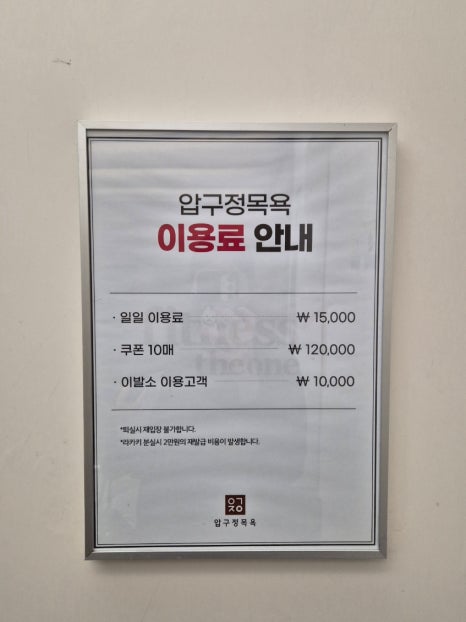 압구정목욕
이용료 안내
· 일일 이용료 ₩ 15,000
· 쿠폰 10매 ₩ 120,000
· 이발소 이용고객 ₩ 10,000
*퇴실시 재입장 불가합니다.
*라카키 분실시 2만원의 재발급 비용이 발생합니다.
압구정목욕